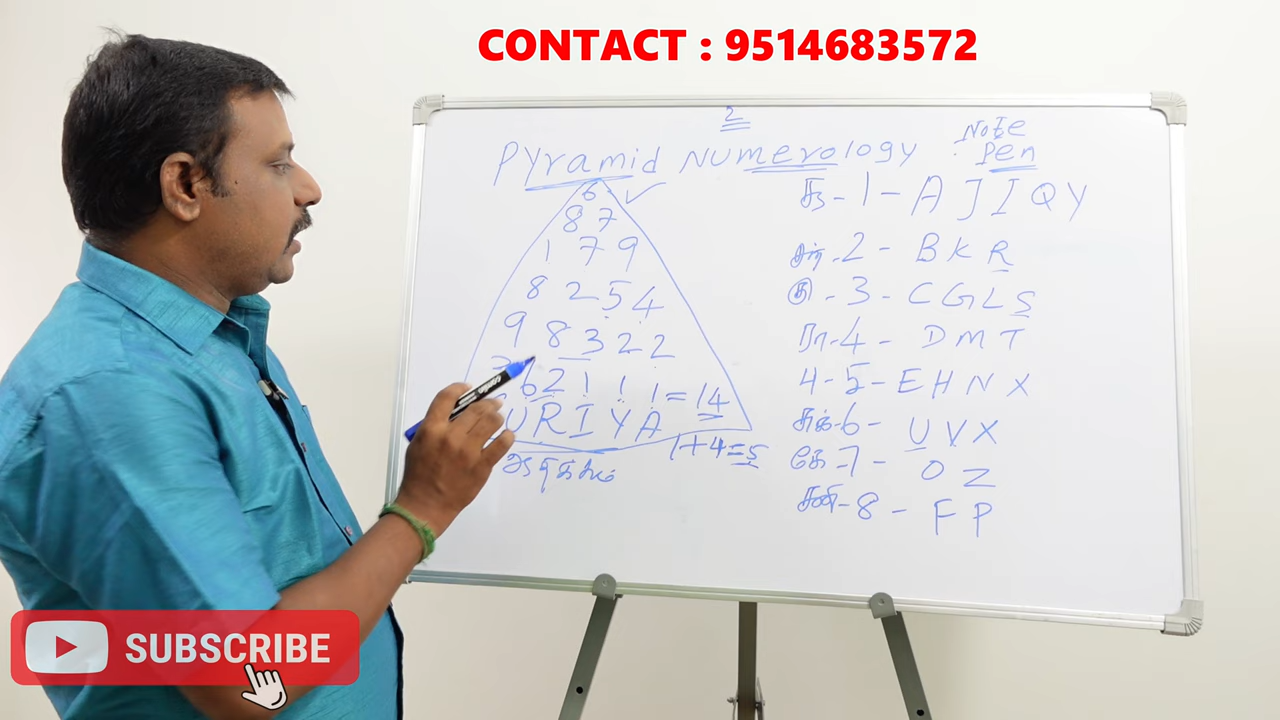 CONTACT : 9514683572
2
Pyramid Numerology
Note
Pen
6
8 7
1 7 9
8 2 5 4
9 8 3 2 2
6 2 1 1 1 = 14
URIYA
1+4=5
1 - A J I Q Y
2 - B K R
3 - C G L S
ரா - 4 - D M T
5 - E H N X
6 - U V X
கே - 7 - O Z
சனி - 8 - F P
SUBSCRIBE